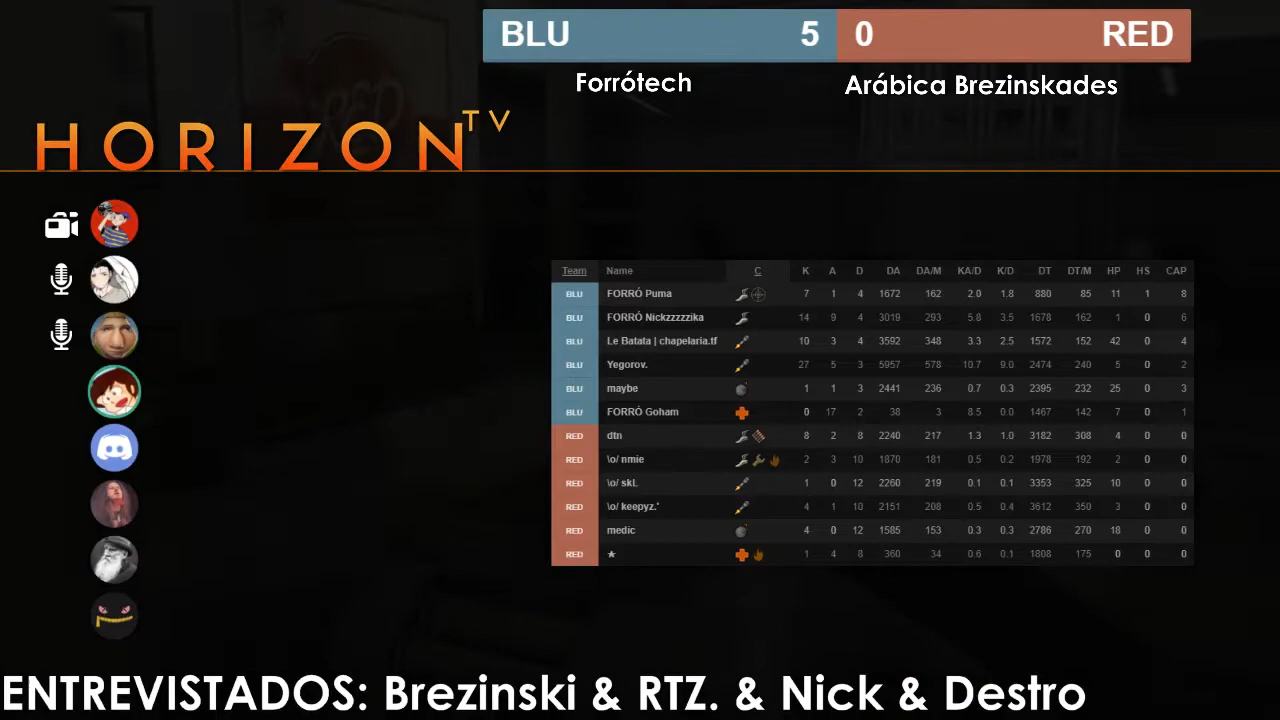 BLU 5 0 RED
Forrótech Arábica Brezinskades
HORIZON TV
Team Name C K A D DA DA/M KA/D K/D DT DT/M HP HS CAP
BLU FORRÓ Puma 7 1 4 1672 162 2.0 1.8 880 85 11 1 8
BLU FORRÓ Nickzzzzzika 14 9 4 3019 293 5.8 3.5 1678 162 1 0 6
BLU Le Batata | chapelaria.tf 10 3 4 3592 348 3.3 2.5 1572 152 42 0 4
BLU Yegorov. 27 5 3 5957 578 10.7 9.0 2474 240 5 0 2
BLU maybe 1 1 3 2441 236 0.7 0.3 2395 232 25 0 3
BLU FORRÓ Goham 0 17 2 38 3 8.5 0.0 1467 142 7 0 1
RED dtn 8 2 8 2240 217 1.3 1.0 3182 308 4 0 0
RED \o/ nmie 2 3 10 1870 181 0.5 0.2 1978 192 2 0 0
RED \o/ skL 1 0 12 2260 219 0.1 0.1 3353 325 10 0 0
RED \o/ keepyz.' 4 1 10 2151 208 0.5 0.4 3612 350 3 0 0
RED medic 4 0 12 1585 153 0.3 0.3 2786 270 18 0 0
RED ★ 1 4 8 360 34 0.6 0.1 1808 175 0 0 0
ENTREVISTADOS: Brezinski & RTZ. & Nick & Destro